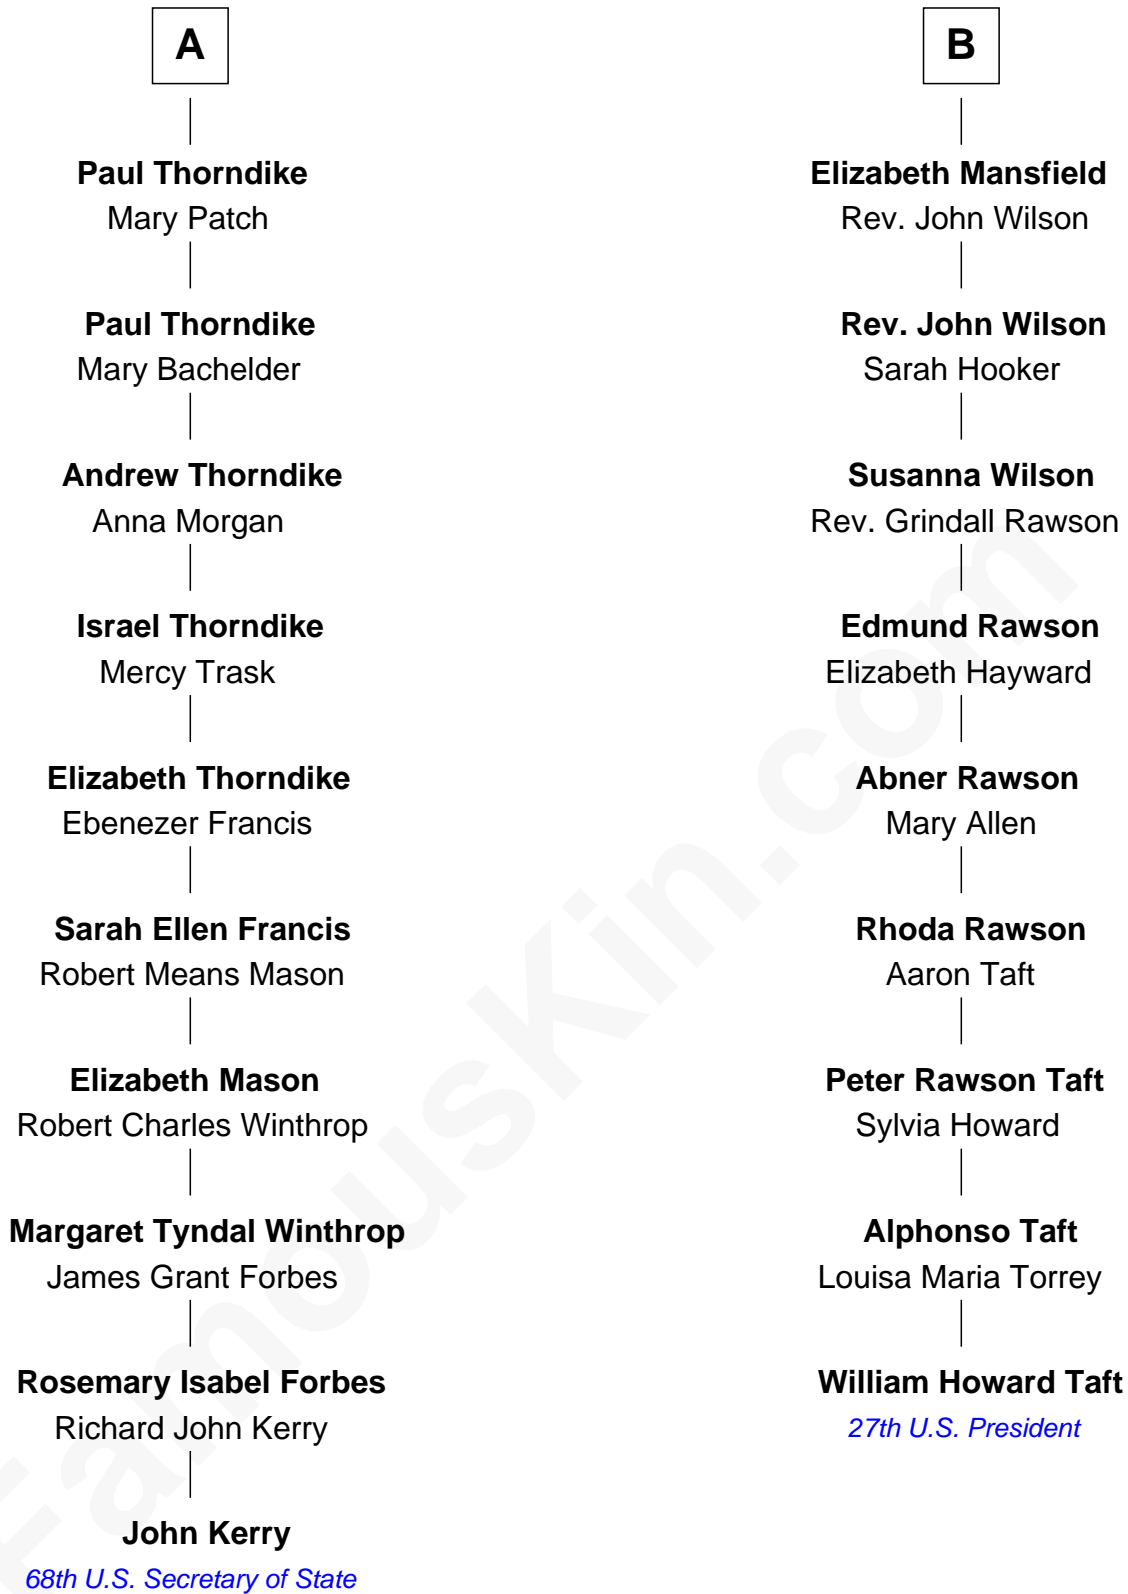 A
Paul Thorndike
Mary Patch
Paul Thorndike
Mary Bachelder
Andrew Thorndike
Anna Morgan
Israel Thorndike
Mercy Trask
Elizabeth Thorndike
Ebenezer Francis
Sarah Ellen Francis
Robert Means Mason
Elizabeth Mason
Robert Charles Winthrop
Margaret Tyndal Winthrop
James Grant Forbes
Rosemary Isabel Forbes
Richard John Kerry
John Kerry
68th U.S. Secretary of State
B
Elizabeth Mansfield
Rev. John Wilson
Rev. John Wilson
Sarah Hooker
Susanna Wilson
Rev. Grindall Rawson
Edmund Rawson
Elizabeth Hayward
Abner Rawson
Mary Allen
Rhoda Rawson
Aaron Taft
Peter Rawson Taft
Sylvia Howard
Alphonso Taft
Louisa Maria Torrey
William Howard Taft
27th U.S. President
FamousKin.com